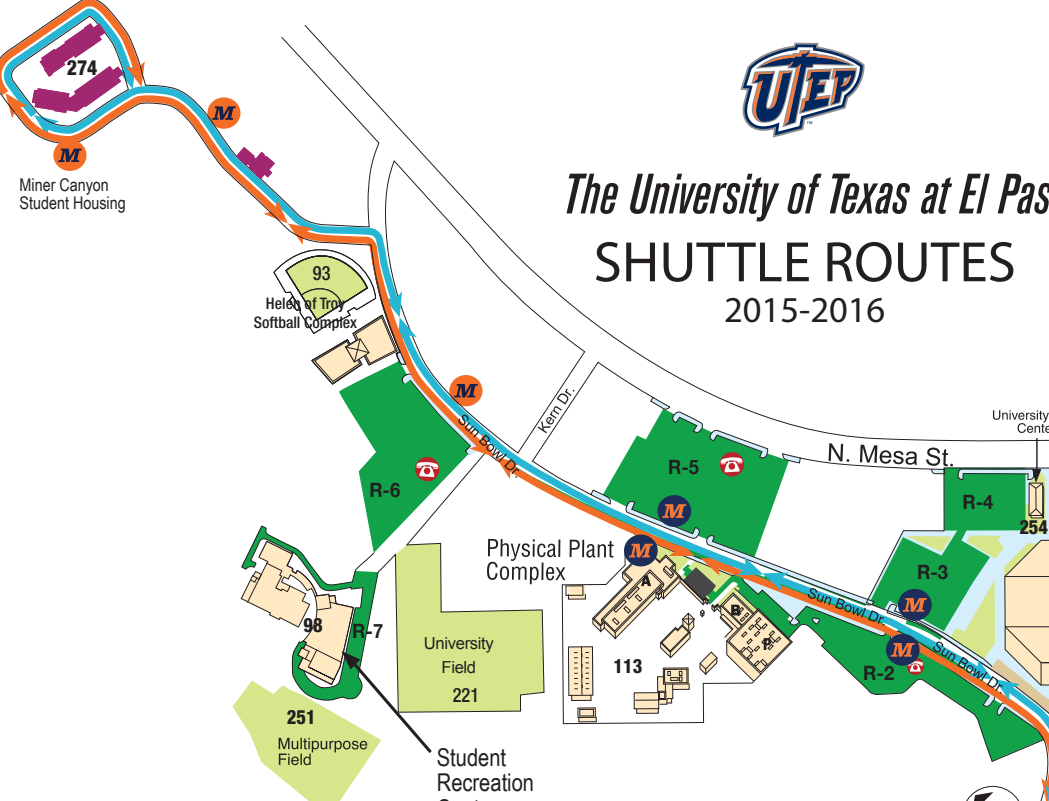 UTEP
TM
The University of Texas at El Pas
SHUTTLE ROUTES
2015-2016
274
M
M
Miner Canyon
Student Housing
93
Helen of Troy
Softball Complex
M
Sun Bowl Dr.
Kern Dr.
University
Cente
N. Mesa St.
R-5
R-6
M
R-4
254
Physical Plant
Complex
M
A
B
P
R-3
Sun Bowl Dr.
M
M
Sun Bowl Dr.
R-2
98
R-7
University
Field
221
113
251
Multipurpose
Field
Student
Recreation